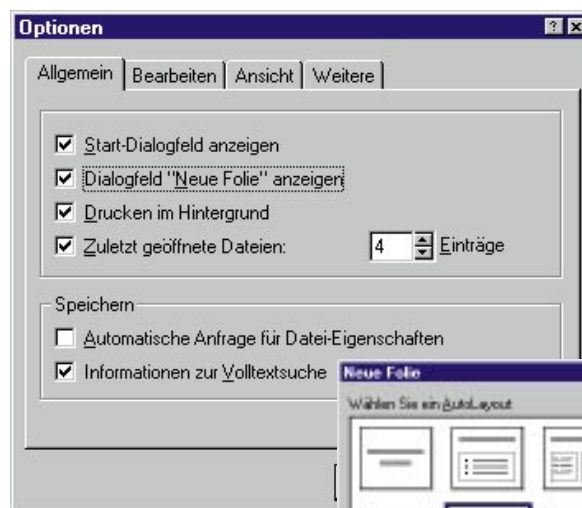 Optionen
Allgemein Bearbeiten Ansicht Weitere
Start-Dialogfeld anzeigen
Dialogfeld "Neue Folie" anzeigen
Drucken im Hintergrund
Zuletzt geöffnete Dateien: 4 Einträge
Speichern
Automatische Anfrage für Datei-Eigenschaften
Informationen zur Volltextsuche
Neue Folie
Wählen Sie ein AutoLayout